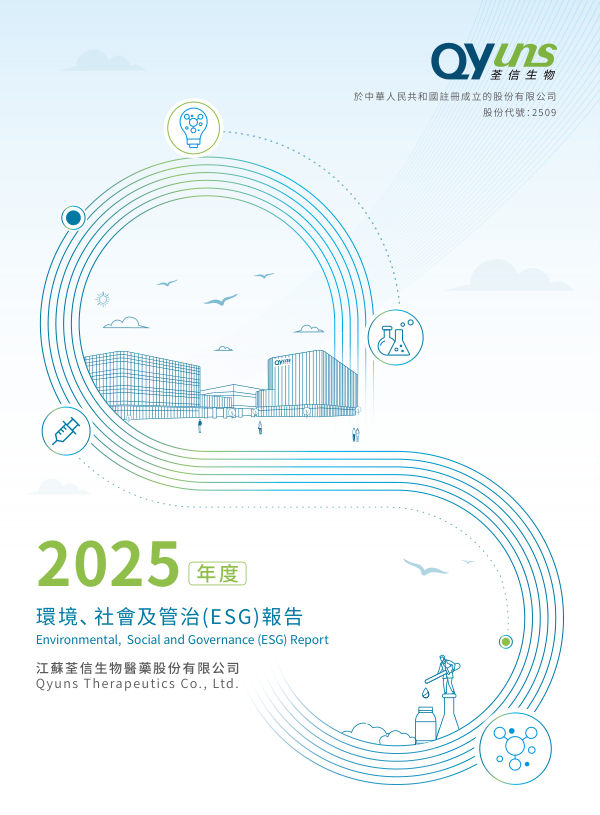 QYuns
荃信生物
於中華人民共和國註冊成立的股份有限公司
股份代號：2509
QYuns
2025 年度
環境、社會及管治(ESG)報告
Environmental, Social and Governance (ESG) Report
江蘇荃信生物醫藥股份有限公司
Qyuns Therapeutics Co., Ltd.